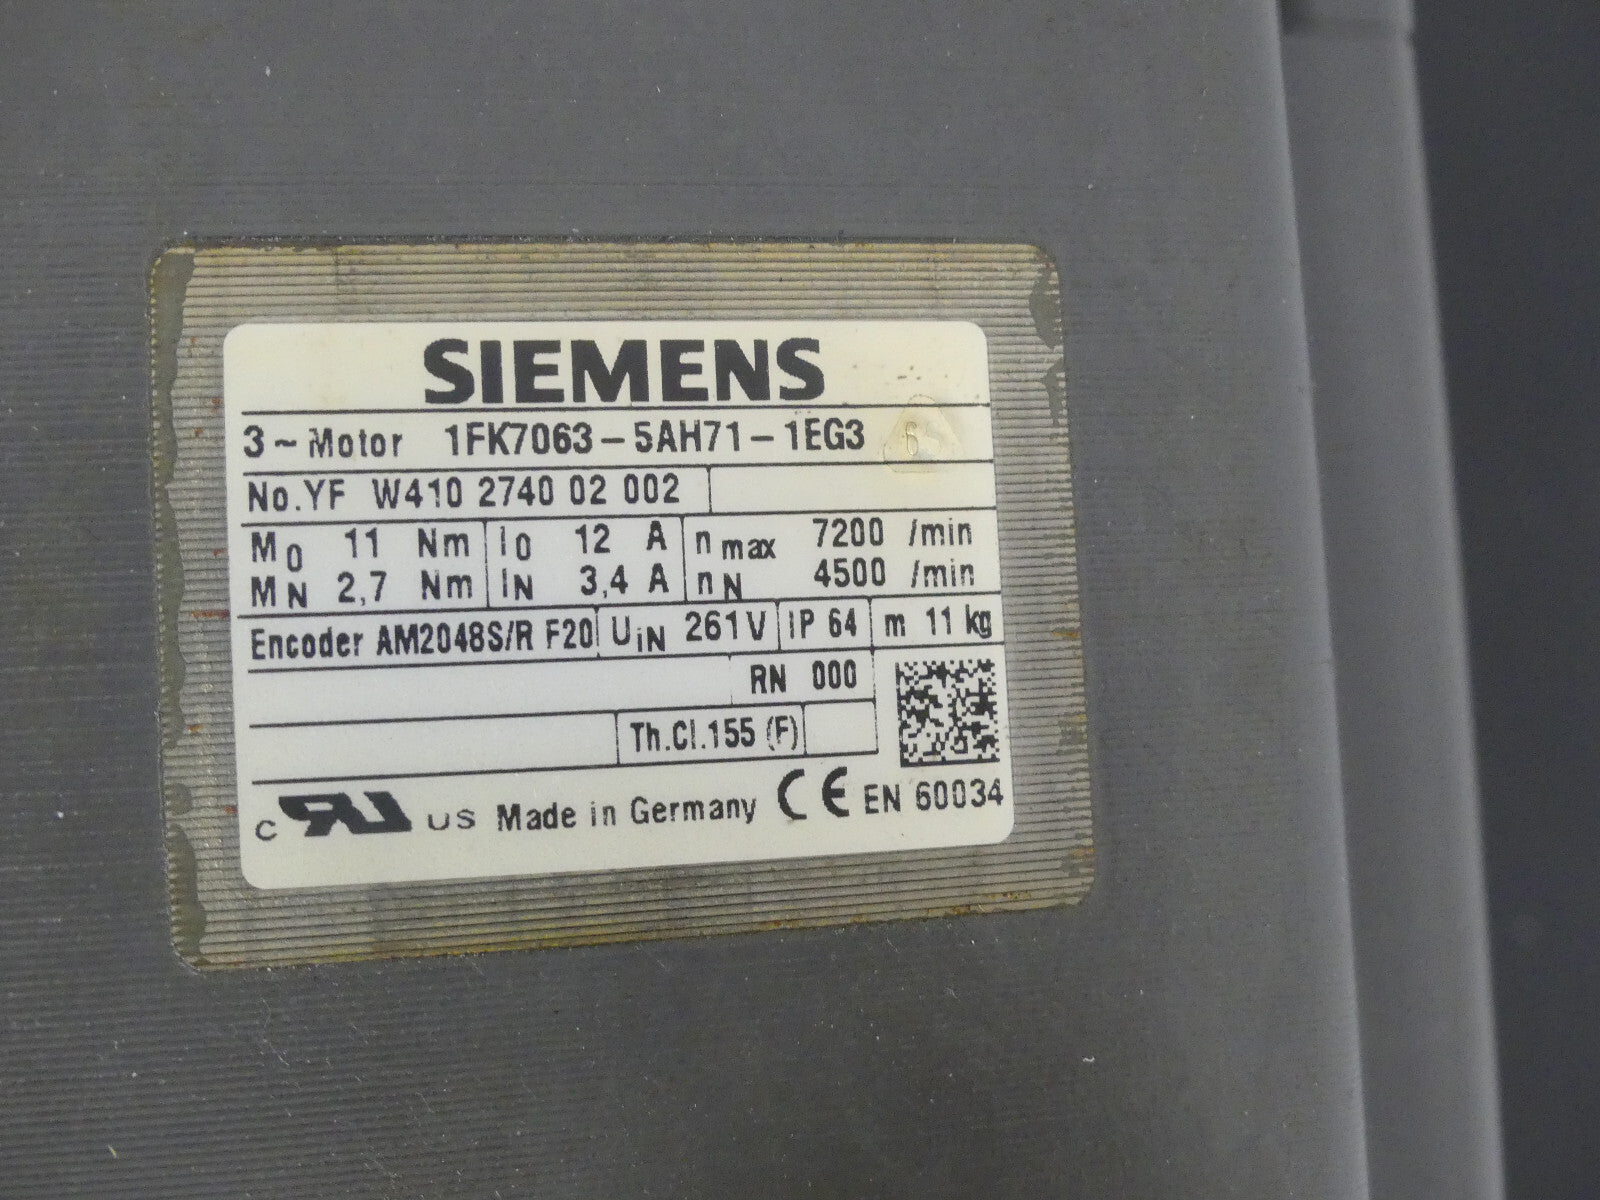 SIEMENS
3~Motor 1FK7063-5AH71-1EG3 6
No.YF W410 2740 02 002
M0 11 Nm I0 12 A nmax 7200 /min
MN 2,7 Nm IN 3,4 A nN 4500 /min
Encoder AM2048S/R F20 UiN 261V IP 64 m 11 kg
RN 000
Th.Cl.155 (F)
c RU US Made in Germany CE EN 60034